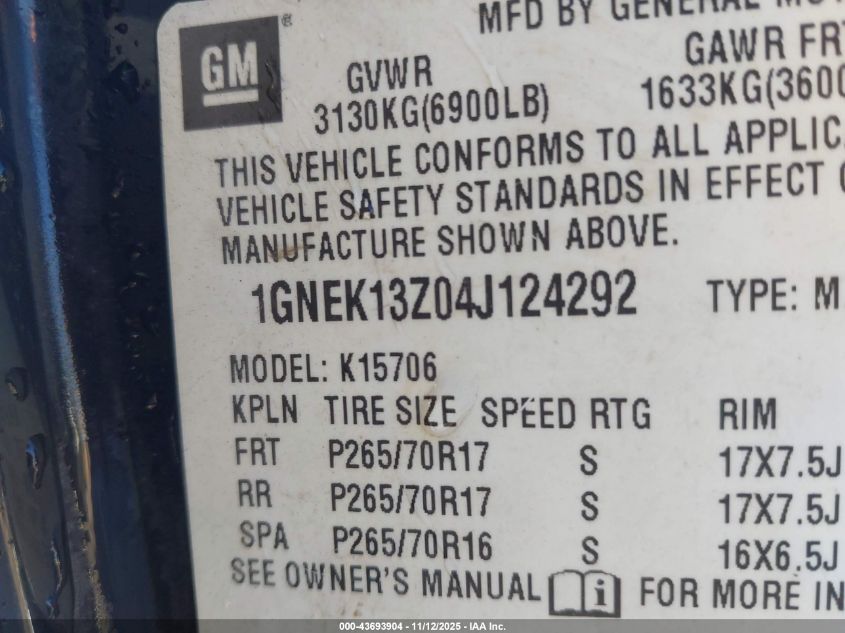 MFD BY GENERAL
GM
®
GVWR
GAWR FRT
3130KG(6900LB)
1633KG(3600
THIS VEHICLE CONFORMS TO ALL
VEHICLE SAFETY STANDARDS IN EFFECT
MANUFACTURE SHOWN ABOVE.
1GNEK13Z04J124292 TYPE: M
MODEL: K15706
KPLN TIRE SIZE SPEED RTG RIM
FRT P265/70R17 S 17X7.5J
RR P265/70R17 S 17X7.5J
SPA P265/70R16 S 16X6.5J
SEE OWNER'S MANUAL i FOR MORE IN
000-43693904 - 11/12/2025 - IAA Inc.